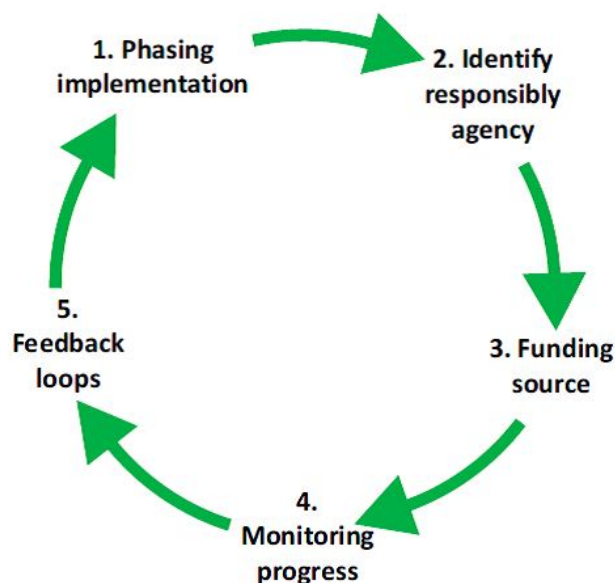 1. Phasing
implementation
2. Identify
responsibly
agency
3. Funding
source
4.
Monitoring
progress
5.
Feedback
loops